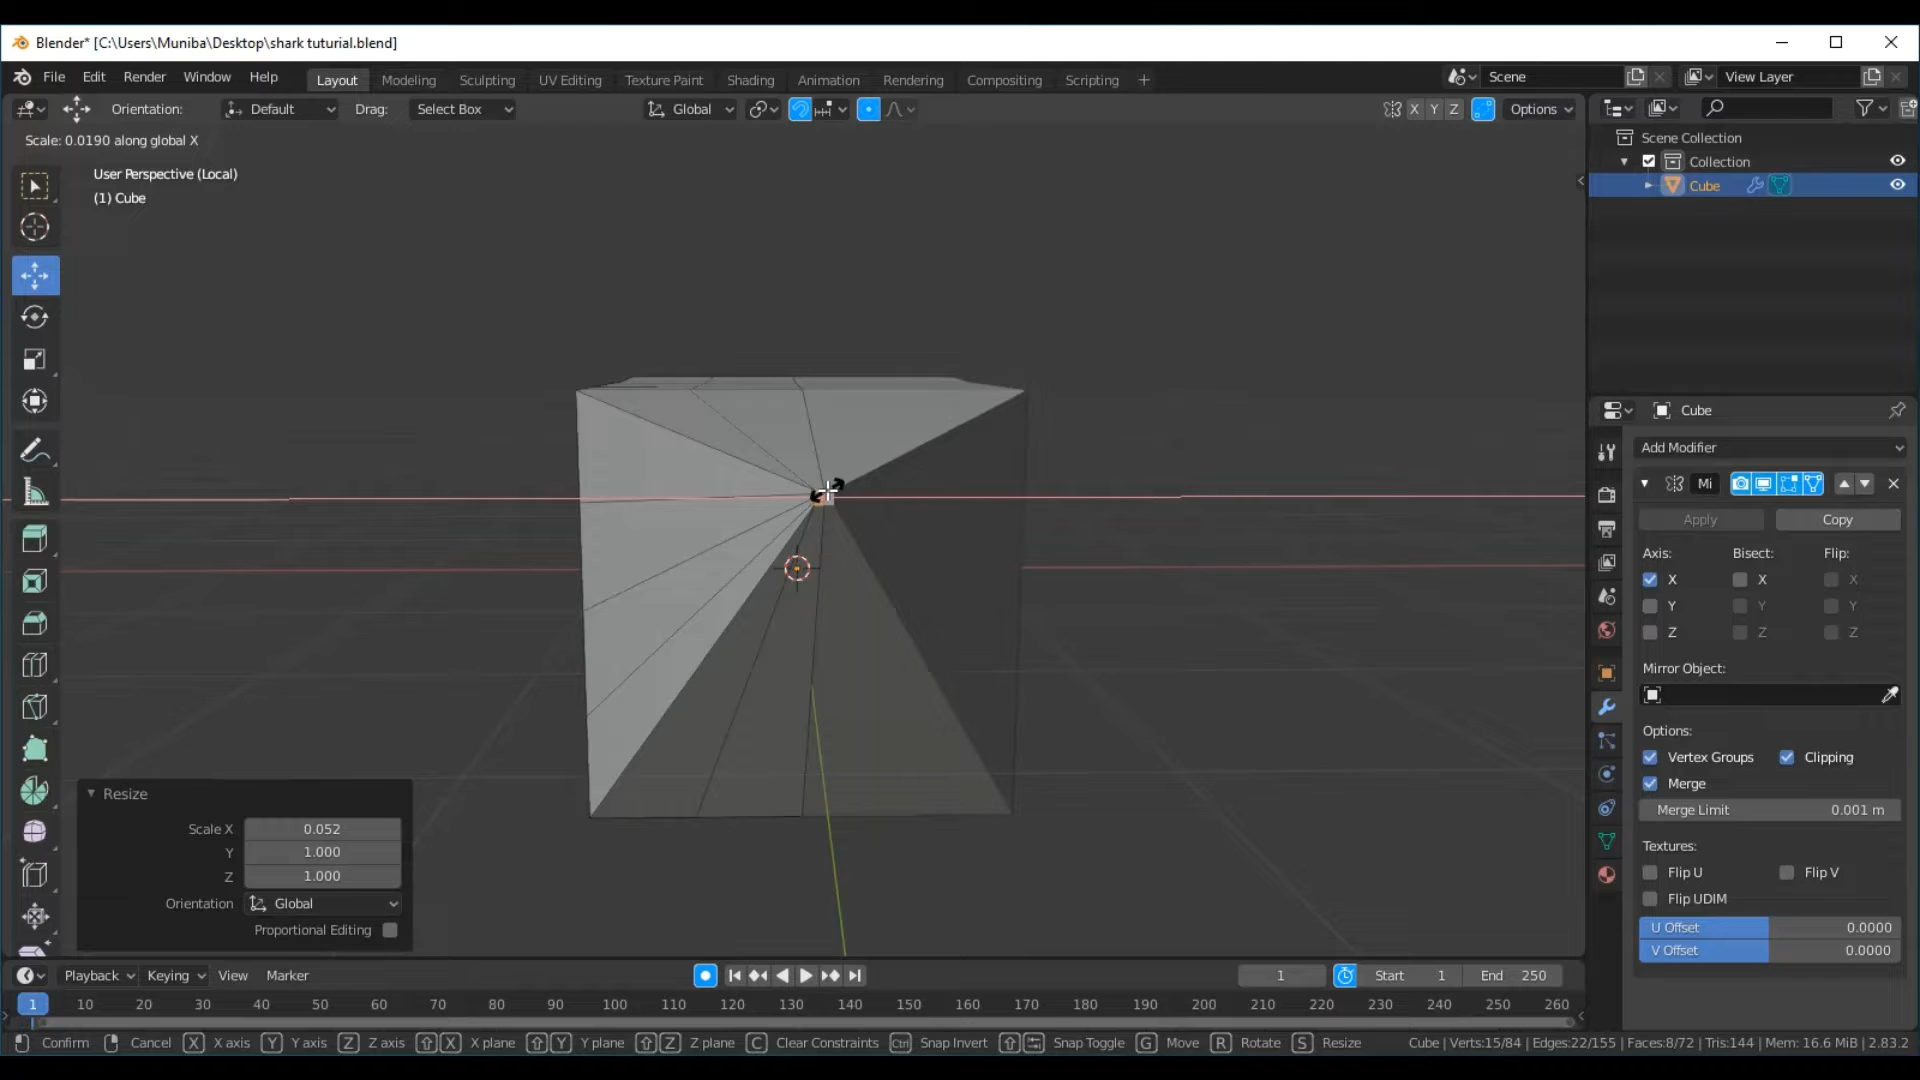 Blender* [C:\Users\Muniba\Desktop\shark tuturial.blend]
File Edit Render Window Help Layout Modeling Sculpting UV Editing Texture Paint Shading Animation Rendering Compositing Scripting + Scene View Layer
Orientation: Default Drag: Select Box Global X Y Z Options
Scale: 0.0190 along global X
User Perspective (Local)
(1) Cube
Scene Collection
Collection
Cube
Cube
Add Modifier
Mi
Apply Copy
Axis: Bisect: Flip:
X X X
Y Y Y
Z Z Z
Mirror Object:
Options:
Vertex Groups Clipping
Merge
Merge Limit 0.001 m
Textures:
Flip U Flip V
Flip UDIM
U Offset 0.0000
V Offset 0.0000
Resize
Scale X 0.052
Y 1.000
Z 1.000
Orientation Global
Proportional Editing
Playback Keying View Marker 1 Start 1 End 250
1 10 20 30 40 50 60 70 80 90 100 110 120 130 140 150 160 170 180 190 200 210 220 230 240 250 260
Confirm Cancel X X axis Y Y axis Z Z axis X X plane Y Y plane Z Z plane C Clear Constraints Ctrl Snap Invert Snap Toggle G Move R Rotate S Resize Cube | Verts:15/84 | Edges:22/155 | Faces:8/72 | Tris:144 | Mem: 16.6 MiB | 2.83.2